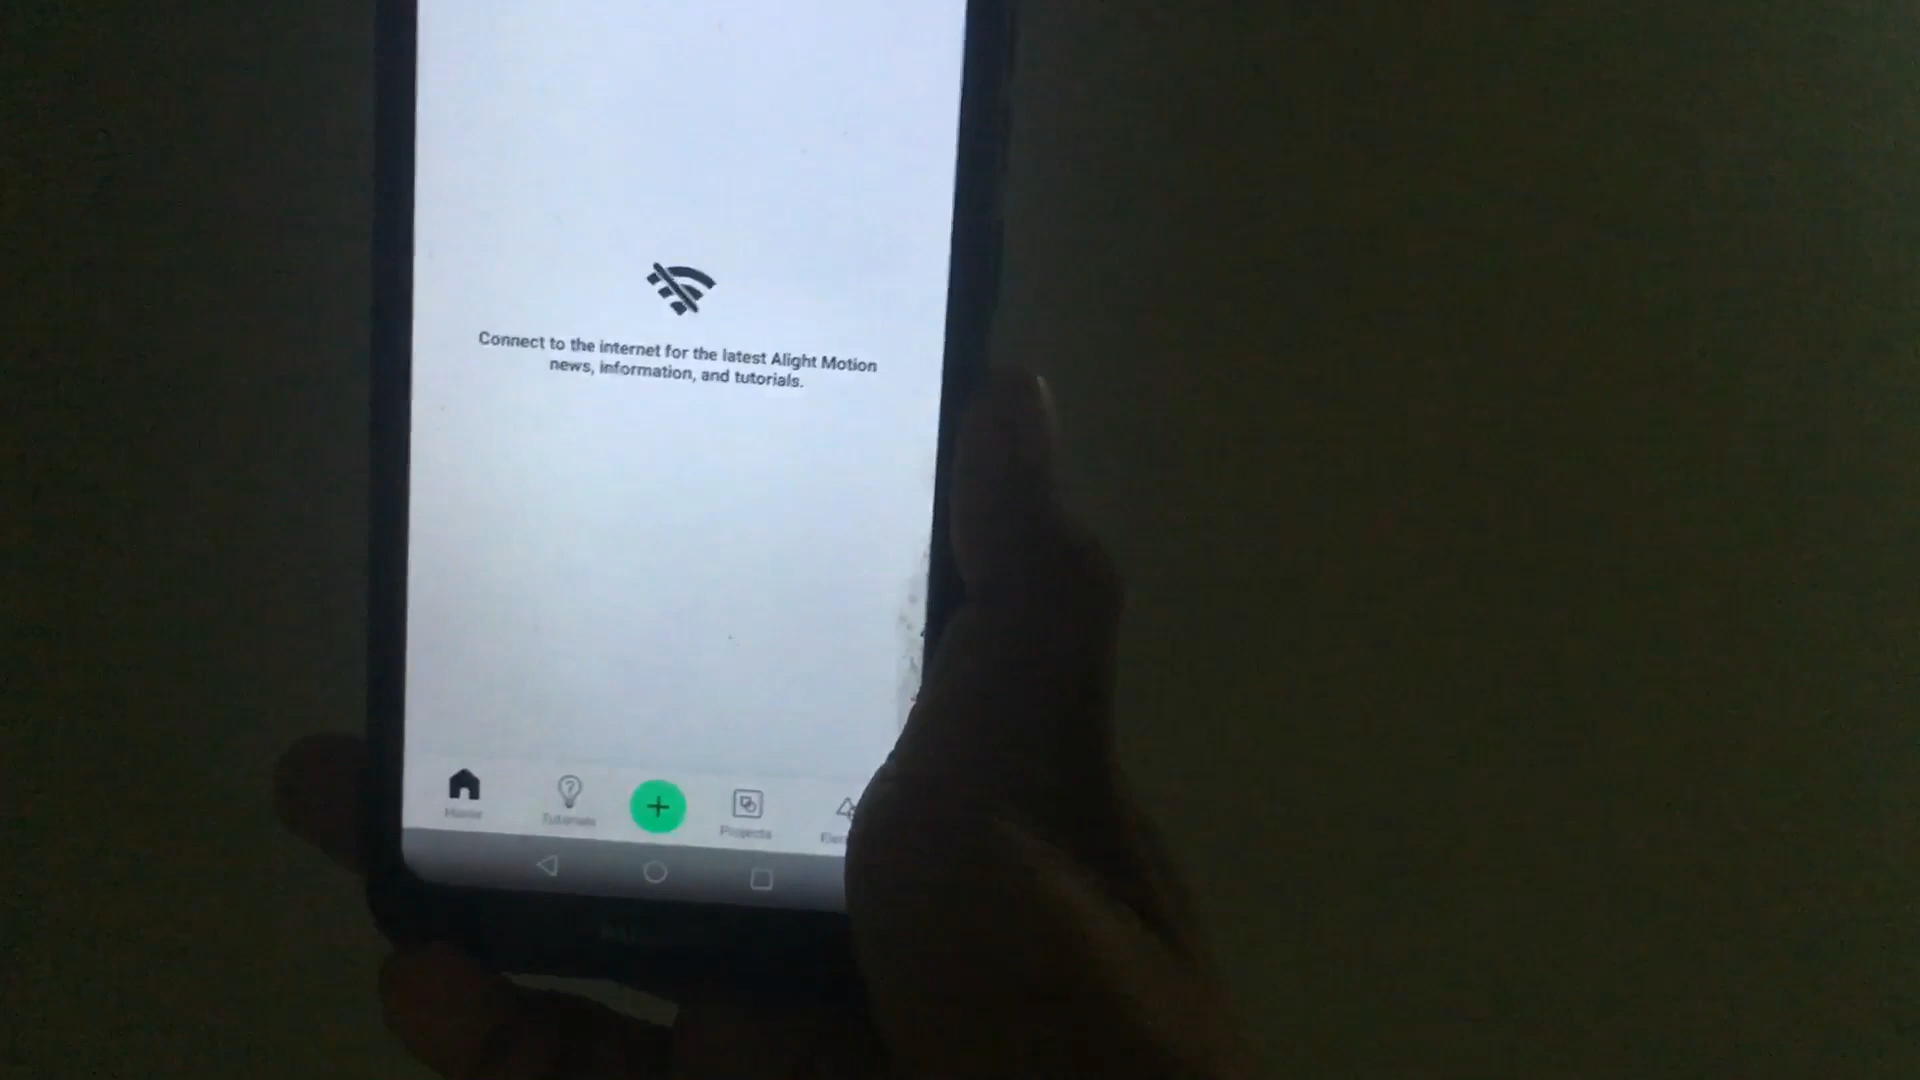 Connect to the internet for the latest Alight Motion
news, information, and tutorials.
Home
Tutorials
Projects